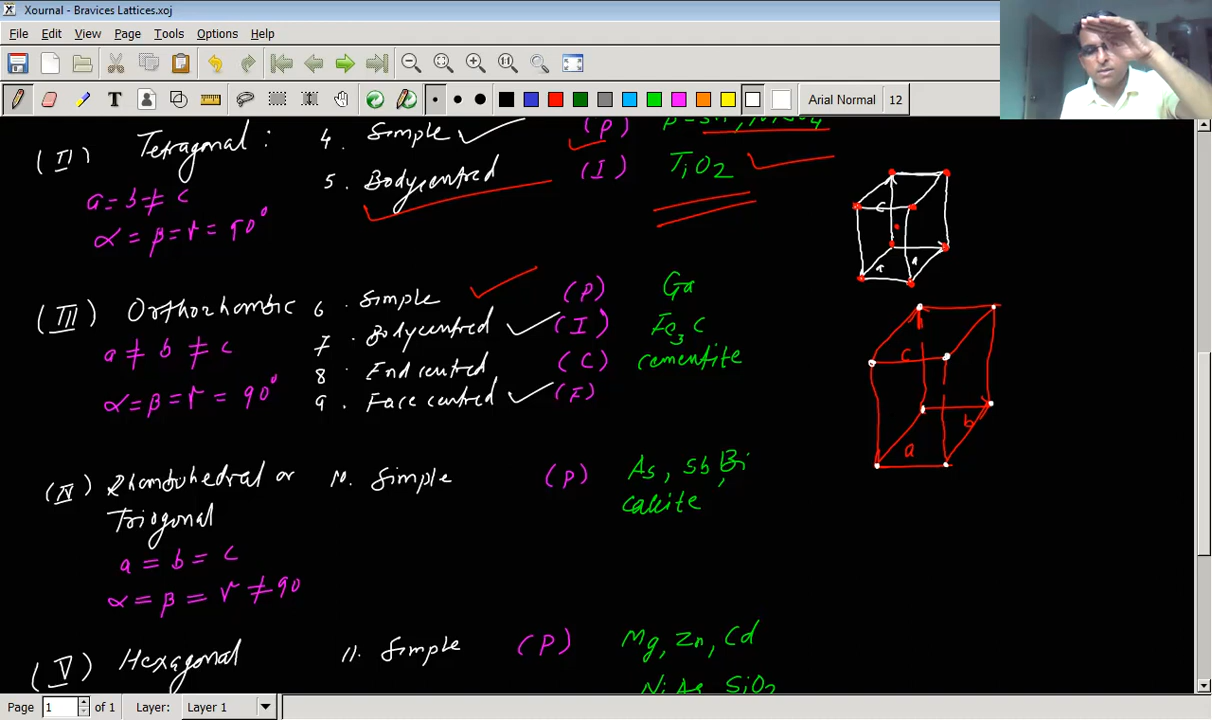 Xournal - Bravices Lattices.xoj
File Edit View Page Tools Options Help
Arial Normal 12
(II) Tetragonal : 4. Simple (P)
5. Bodycentred (I) TiO2
a = b ≠ c
α = β = r = 90°
(III) Orthorhombic 6. Simple (P) Ga
7. Bodycentred (I) Fe3C
a ≠ b ≠ c
8 End centred (C) cementite
α = β = r = 90° 9. Face centred (F)
c
a
a
c
b
a
(IV) Rhombohedral or 10. Simple (P) As, Sb, Bi
Triogonal calcite
a = b = c
α = β = r ≠ 90
(V) Hexagonal 11. Simple (P) Mg, Zn, Cd
NiAs SiO2
Page 1 of 1 Layer: Layer 1